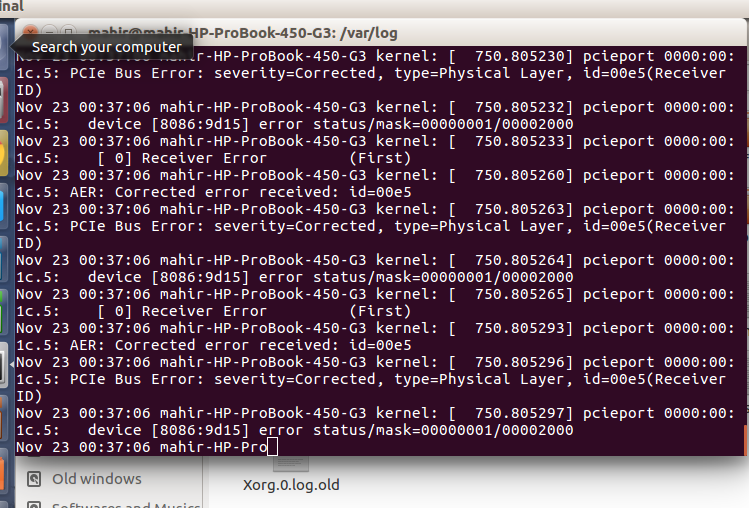 nal
mahir@mahir-HP-ProBook-450-G3: /var/log
Search your computer
Nov 23 00:37:06 mahir-HP-ProBook-450-G3 kernel: [  750.805230] pcieport 0000:00:
1c.5: PCIe Bus Error: severity=Corrected, type=Physical Layer, id=00e5(Receiver
ID)
Nov 23 00:37:06 mahir-HP-ProBook-450-G3 kernel: [  750.805232] pcieport 0000:00:
1c.5:   device [8086:9d15] error status/mask=00000001/00002000
Nov 23 00:37:06 mahir-HP-ProBook-450-G3 kernel: [  750.805233] pcieport 0000:00:
1c.5:    [ 0] Receiver Error         (First)
Nov 23 00:37:06 mahir-HP-ProBook-450-G3 kernel: [  750.805260] pcieport 0000:00:
1c.5: AER: Corrected error received: id=00e5
Nov 23 00:37:06 mahir-HP-ProBook-450-G3 kernel: [  750.805263] pcieport 0000:00:
1c.5: PCIe Bus Error: severity=Corrected, type=Physical Layer, id=00e5(Receiver
ID)
Nov 23 00:37:06 mahir-HP-ProBook-450-G3 kernel: [  750.805264] pcieport 0000:00:
1c.5:   device [8086:9d15] error status/mask=00000001/00002000
Nov 23 00:37:06 mahir-HP-ProBook-450-G3 kernel: [  750.805265] pcieport 0000:00:
1c.5:    [ 0] Receiver Error         (First)
Nov 23 00:37:06 mahir-HP-ProBook-450-G3 kernel: [  750.805293] pcieport 0000:00:
1c.5: AER: Corrected error received: id=00e5
Nov 23 00:37:06 mahir-HP-ProBook-450-G3 kernel: [  750.805296] pcieport 0000:00:
1c.5: PCIe Bus Error: severity=Corrected, type=Physical Layer, id=00e5(Receiver
ID)
Nov 23 00:37:06 mahir-HP-ProBook-450-G3 kernel: [  750.805297] pcieport 0000:00:
1c.5:   device [8086:9d15] error status/mask=00000001/00002000
Nov 23 00:37:06 mahir-HP-Pro
Old windows
Xorg.0.log.old
Softwares and Musics